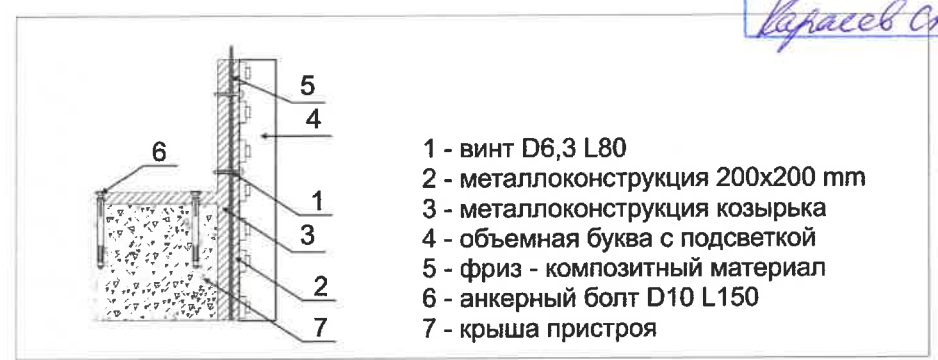 Карасев
5
4
6
1
3
2
7
1 - винт D6,3 L80
2 - металлоконструкция 200x200 mm
3 - металлоконструкция козырька
4 - объемная буква с подсветкой
5 - фриз - композитный материал
6 - анкерный болт D10 L150
7 - крыша пристроя